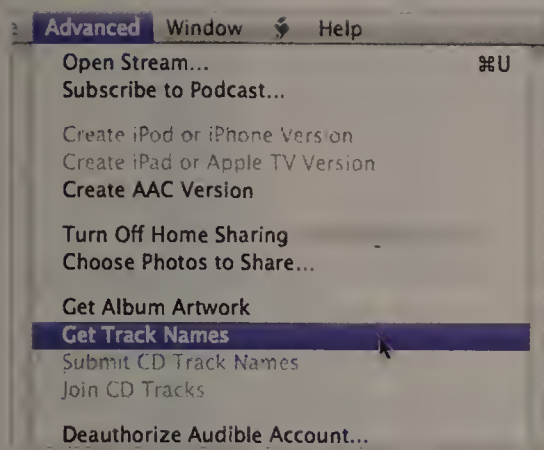 Advanced Window Help
Open Stream... ⌘U
Subscribe to Podcast...
Create iPod or iPhone Version
Create iPad or Apple TV Version
Create AAC Version
Turn Off Home Sharing
Choose Photos to Share...
Get Album Artwork
Get Track Names
Submit CD Track Names
Join CD Tracks
Deauthorize Audible Account...